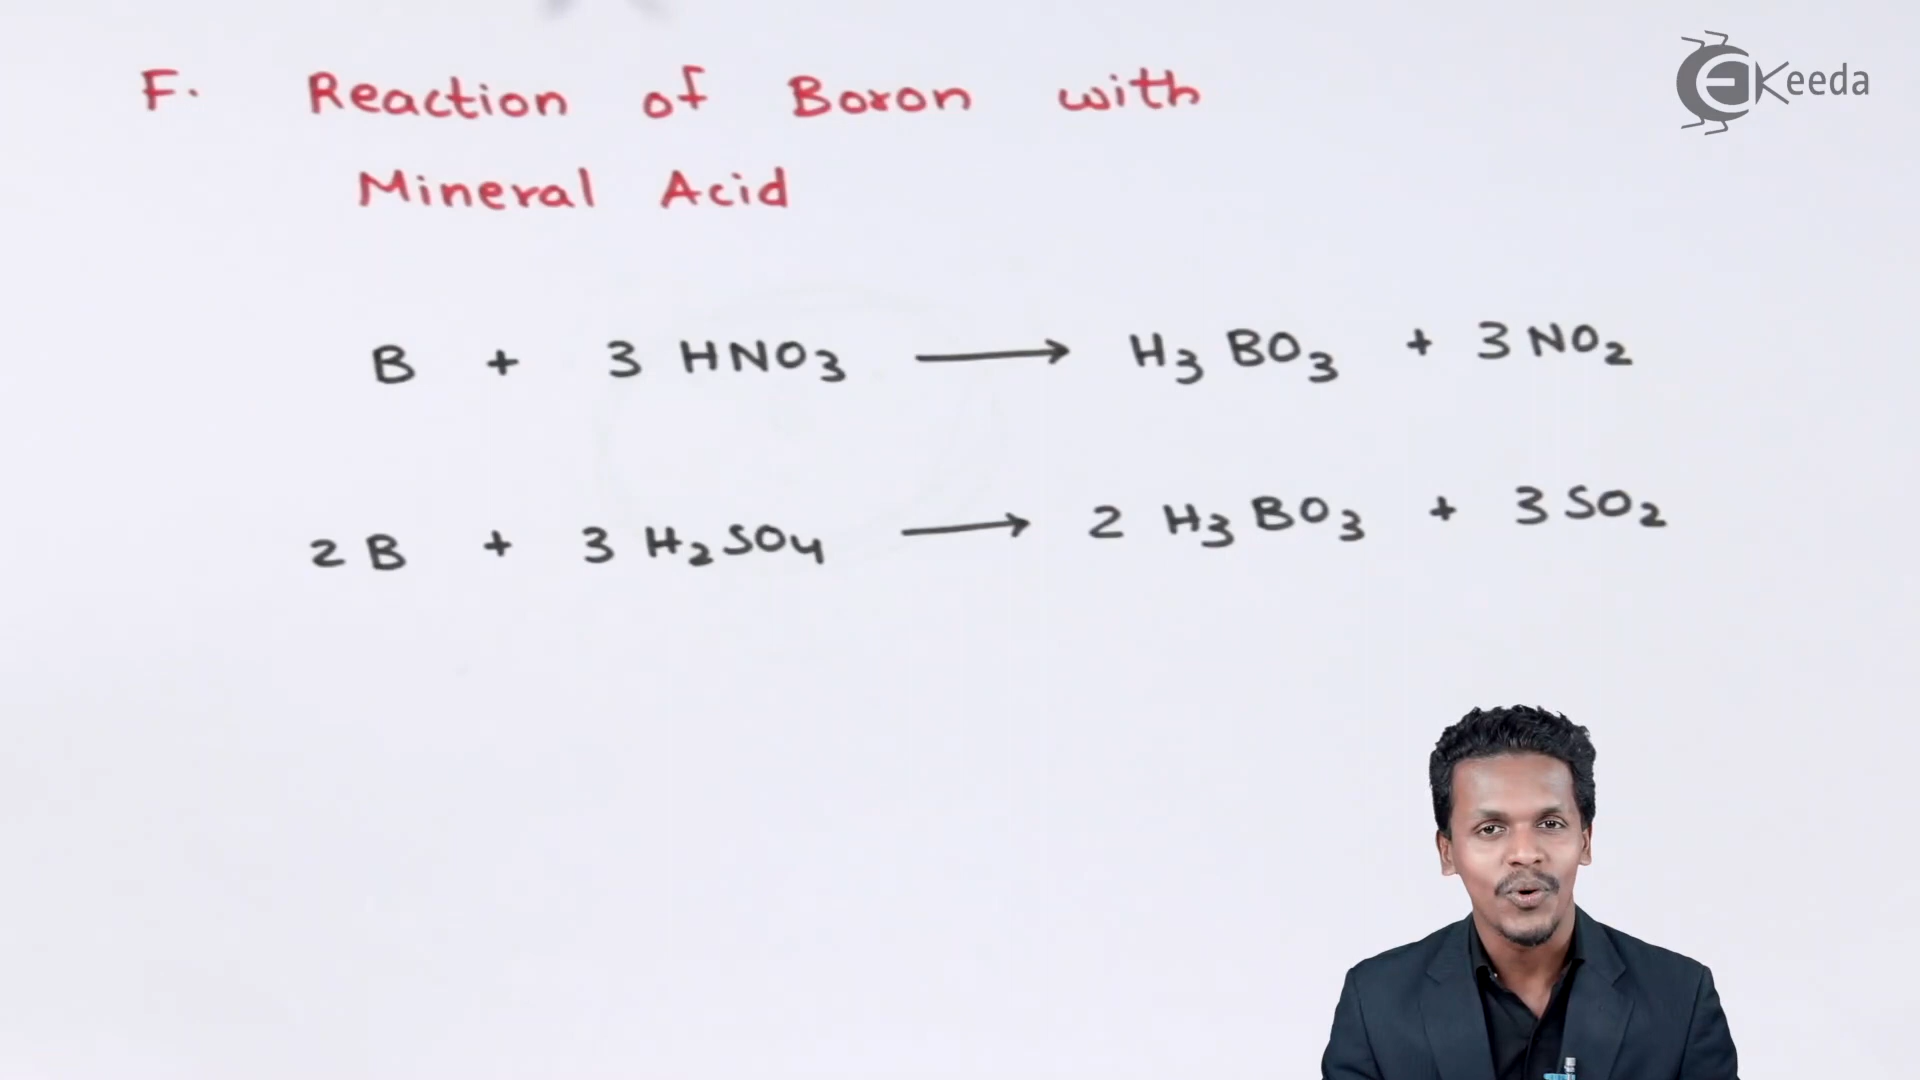 F. Reaction of Boron with
Mineral Acid
B + 3 HNO3 ⟶ H3BO3 + 3 NO2
2 B + 3 H2SO4 ⟶ 2 H3BO3 + 3 SO2
EKeeda